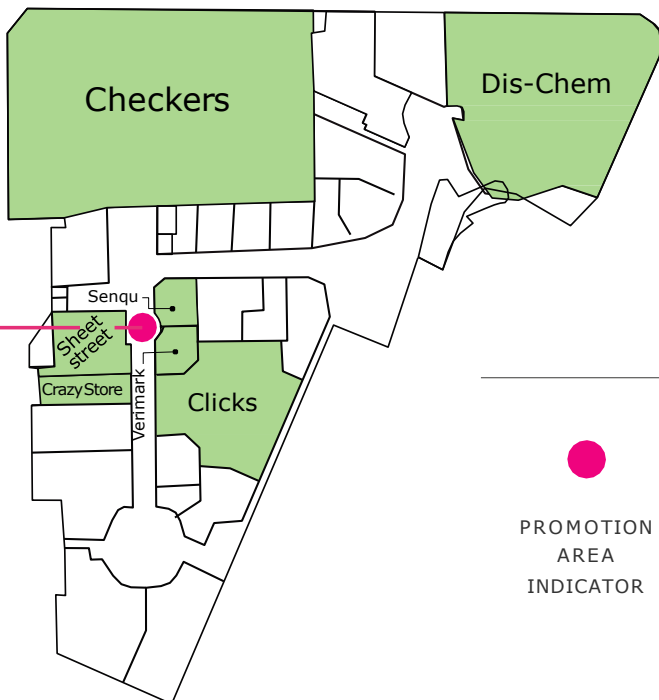 Checkers
Dis-Chem
Senqu
Sheet
street
Crazy Store
Verimark
Clicks
PROMOTION
AREA
INDICATOR